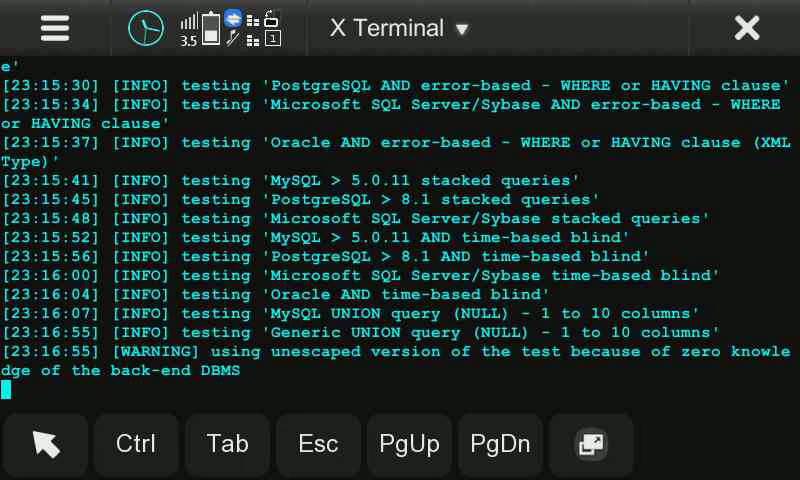 3.5
1
X Terminal
e'
[23:15:30] [INFO] testing 'PostgreSQL AND error-based - WHERE or HAVING clause'
[23:15:34] [INFO] testing 'Microsoft SQL Server/Sybase AND error-based - WHERE
or HAVING clause'
[23:15:37] [INFO] testing 'Oracle AND error-based - WHERE or HAVING clause (XML
Type)'
[23:15:41] [INFO] testing 'MySQL > 5.0.11 stacked queries'
[23:15:45] [INFO] testing 'PostgreSQL > 8.1 stacked queries'
[23:15:48] [INFO] testing 'Microsoft SQL Server/Sybase stacked queries'
[23:15:52] [INFO] testing 'MySQL > 5.0.11 AND time-based blind'
[23:15:56] [INFO] testing 'PostgreSQL > 8.1 AND time-based blind'
[23:16:00] [INFO] testing 'Microsoft SQL Server/Sybase time-based blind'
[23:16:04] [INFO] testing 'Oracle AND time-based blind'
[23:16:07] [INFO] testing 'MySQL UNION query (NULL) - 1 to 10 columns'
[23:16:55] [INFO] testing 'Generic UNION query (NULL) - 1 to 10 columns'
[23:16:55] [WARNING] using unescaped version of the test because of zero knowle
dge of the back-end DBMS
Ctrl Tab Esc PgUp PgDn